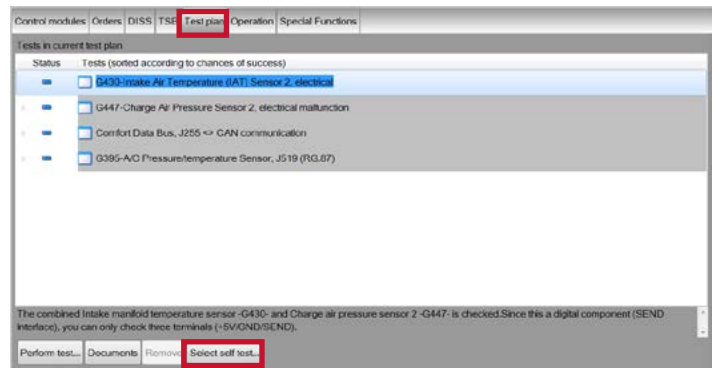 Control modules Orders DISS TSB Test plan Operation Special Functions
Tests in current test plan
Status Tests (sorted according to chances of success)
G430-Intake Air Temperature (IAT) Sensor 2, electrical
G447-Charge Air Pressure Sensor 2, electrical malfunction
Comfort Data Bus, J255 <> CAN communication
G395-A/C Pressure/temperature Sensor, J519 (RG.87)
The combined Intake manifold temperature sensor -G430- and Charge air pressure sensor 2 -G447- is checked.Since this a digital component (SEND
interface), you can only check three terminals (+5V/GND/SEND).
Perform test... Documents Remove Select self test...